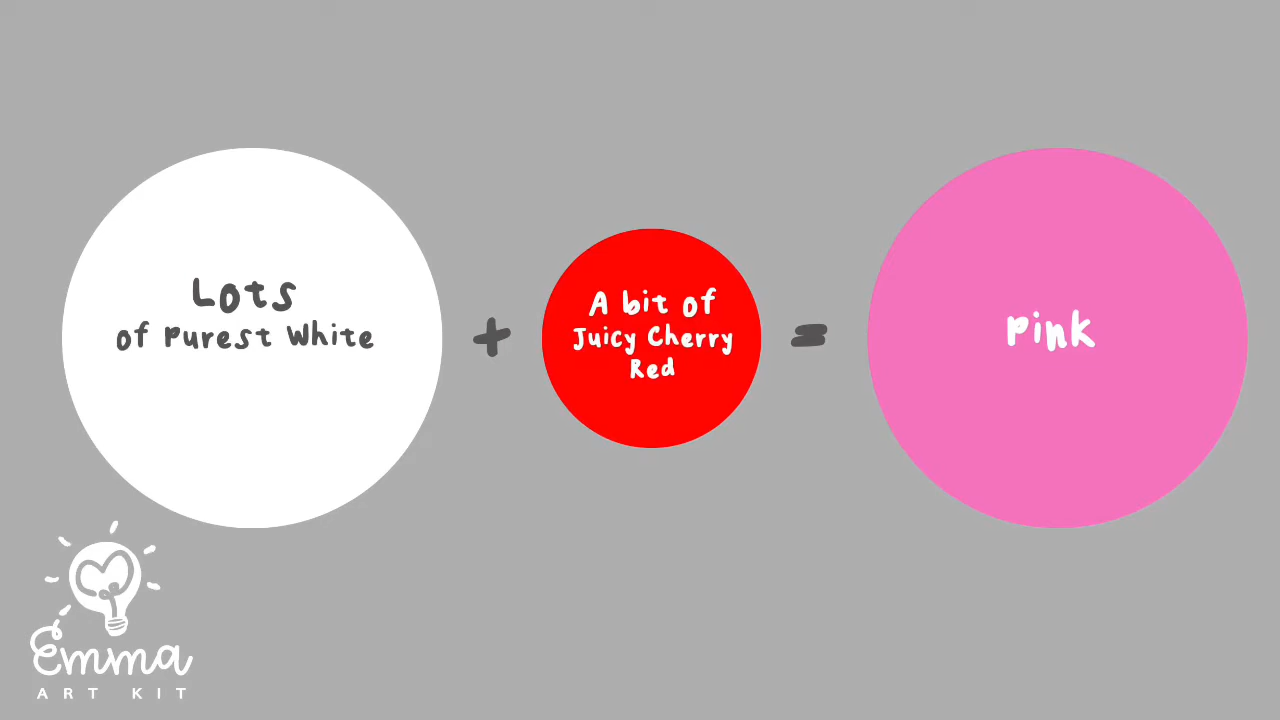 Lots
of Purest White
+
A bit of
Juicy Cherry
Red
=
Pink
Emma
ART KIT